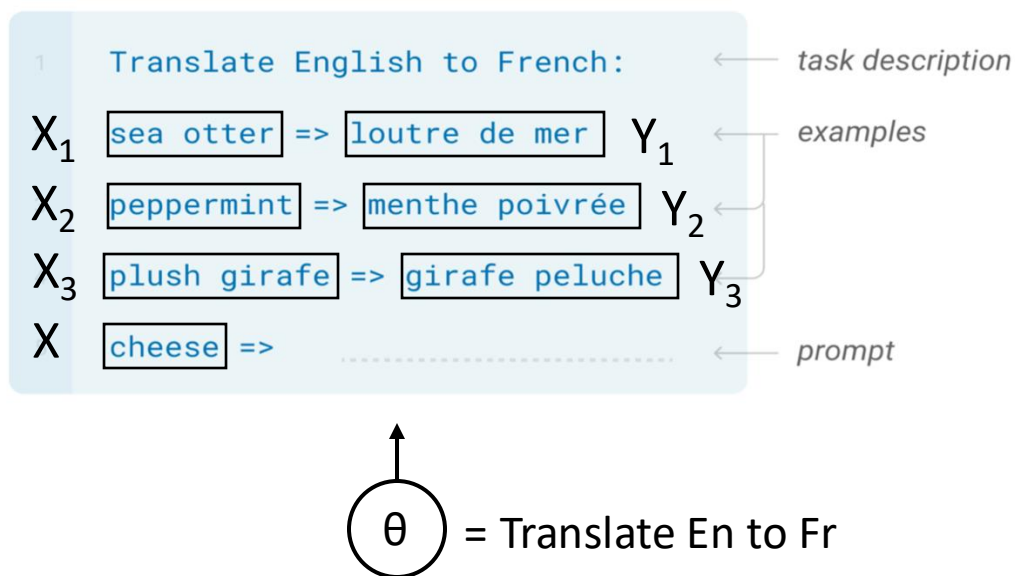 1 Translate English to French: task description
X1 sea otter => loutre de mer Y1 examples
X2 peppermint => menthe poivrée Y2
X3 plush girafe => girafe peluche Y3
X cheese => prompt
θ = Translate En to Fr